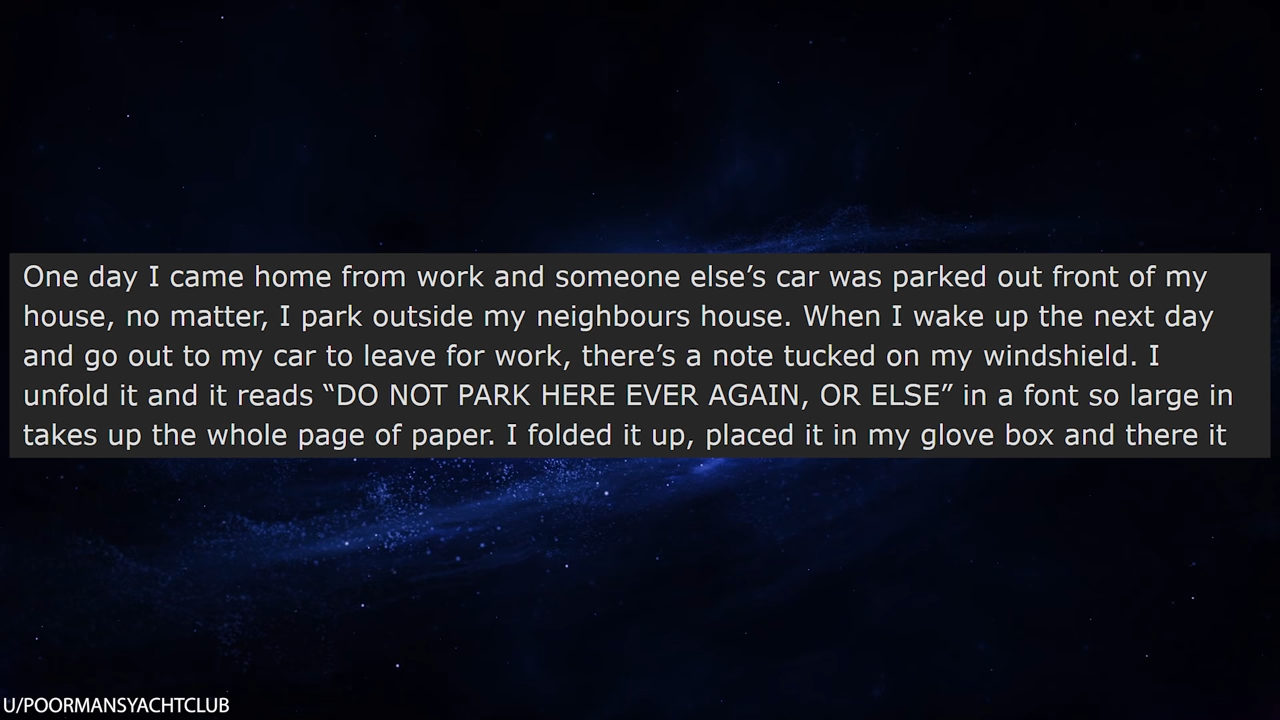 One day I came home from work and someone else’s car was parked out front of my
house, no matter, I park outside my neighbours house. When I wake up the next day
and go out to my car to leave for work, there’s a note tucked on my windshield. I
unfold it and it reads “DO NOT PARK HERE EVER AGAIN, OR ELSE” in a font so large in
takes up the whole page of paper. I folded it up, placed it in my glove box and there it
U/POORMANSYACHTCLUB